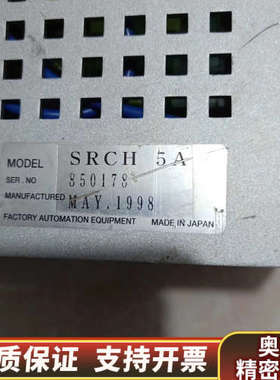 MODEL SRCH 5A
SER. NO 850178
MANUFACTURED MAY.1998
FACTORY AUTOMATION EQUIPMENT MADE IN JAPAN
质保证 支持开票
奥
精密